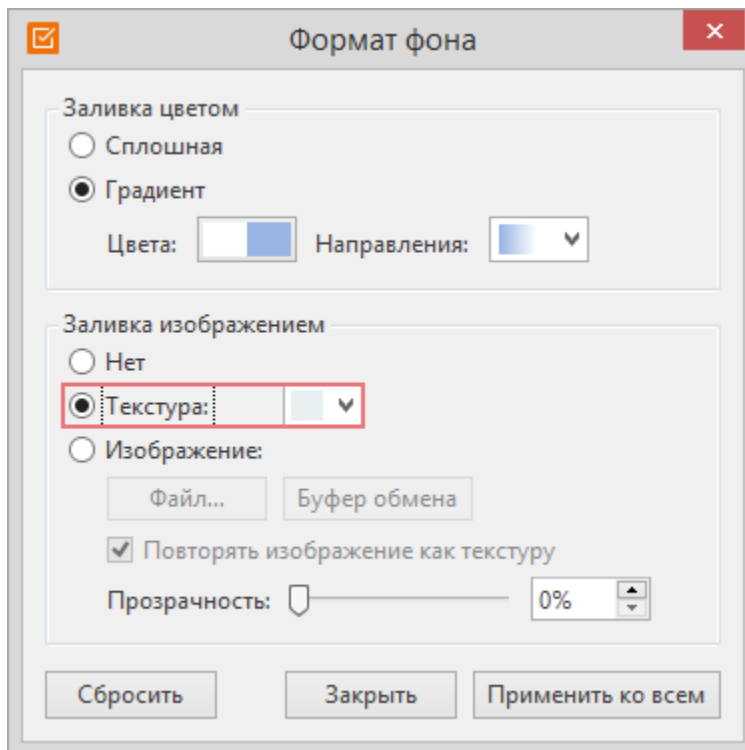 Формат фона
Заливка цветом
Сплошная
Градиент
Цвета: Направления:
Заливка изображением
Нет
Текстура:
Изображение:
Файл... Буфер обмена
Повторять изображение как текстуру
Прозрачность: 0%
Сбросить Закрыть Применить ко всем